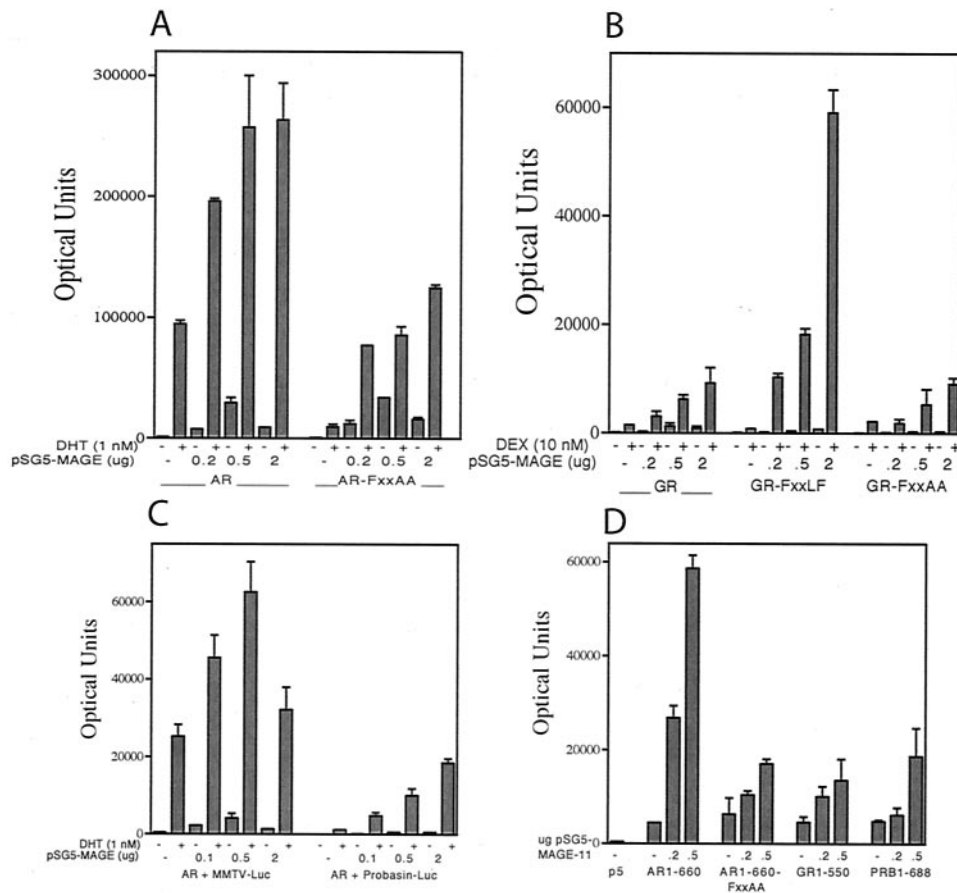 A
Optical Units
300000
200000
100000
0
DHT (1 nM) - + - + - + - +   - + - + - + - +
pSG5-MAGE (ug) - 0.2 0.5 2   - 0.2 0.5 2
AR   AR-FxxAA
B
Optical Units
60000
40000
20000
0
DEX (10 nM) - + - + - + - +   - + - + - + - +   - + - + - + - +
pSG5-MAGE (ug) - .2 .5 2   - .2 .5 2   - .2 .5 2
GR   GR-FxxLF   GR-FxxAA
C
Optical Units
60000
40000
20000
0
DHT (1 nM) - + - + - + - +   - + - + - + - +
pSG5-MAGE (ug) - 0.1 0.5 2   - 0.1 0.5 2
AR + MMTV-Luc   AR + Probasin-Luc
D
Optical Units
60000
40000
20000
0
ug pSG5- - - .2 .5 - .2 .5 - .2 .5 - .2 .5
MAGE-11
p5   AR1-660   AR1-660-   GR1-550   PRB1-688
FxxAA